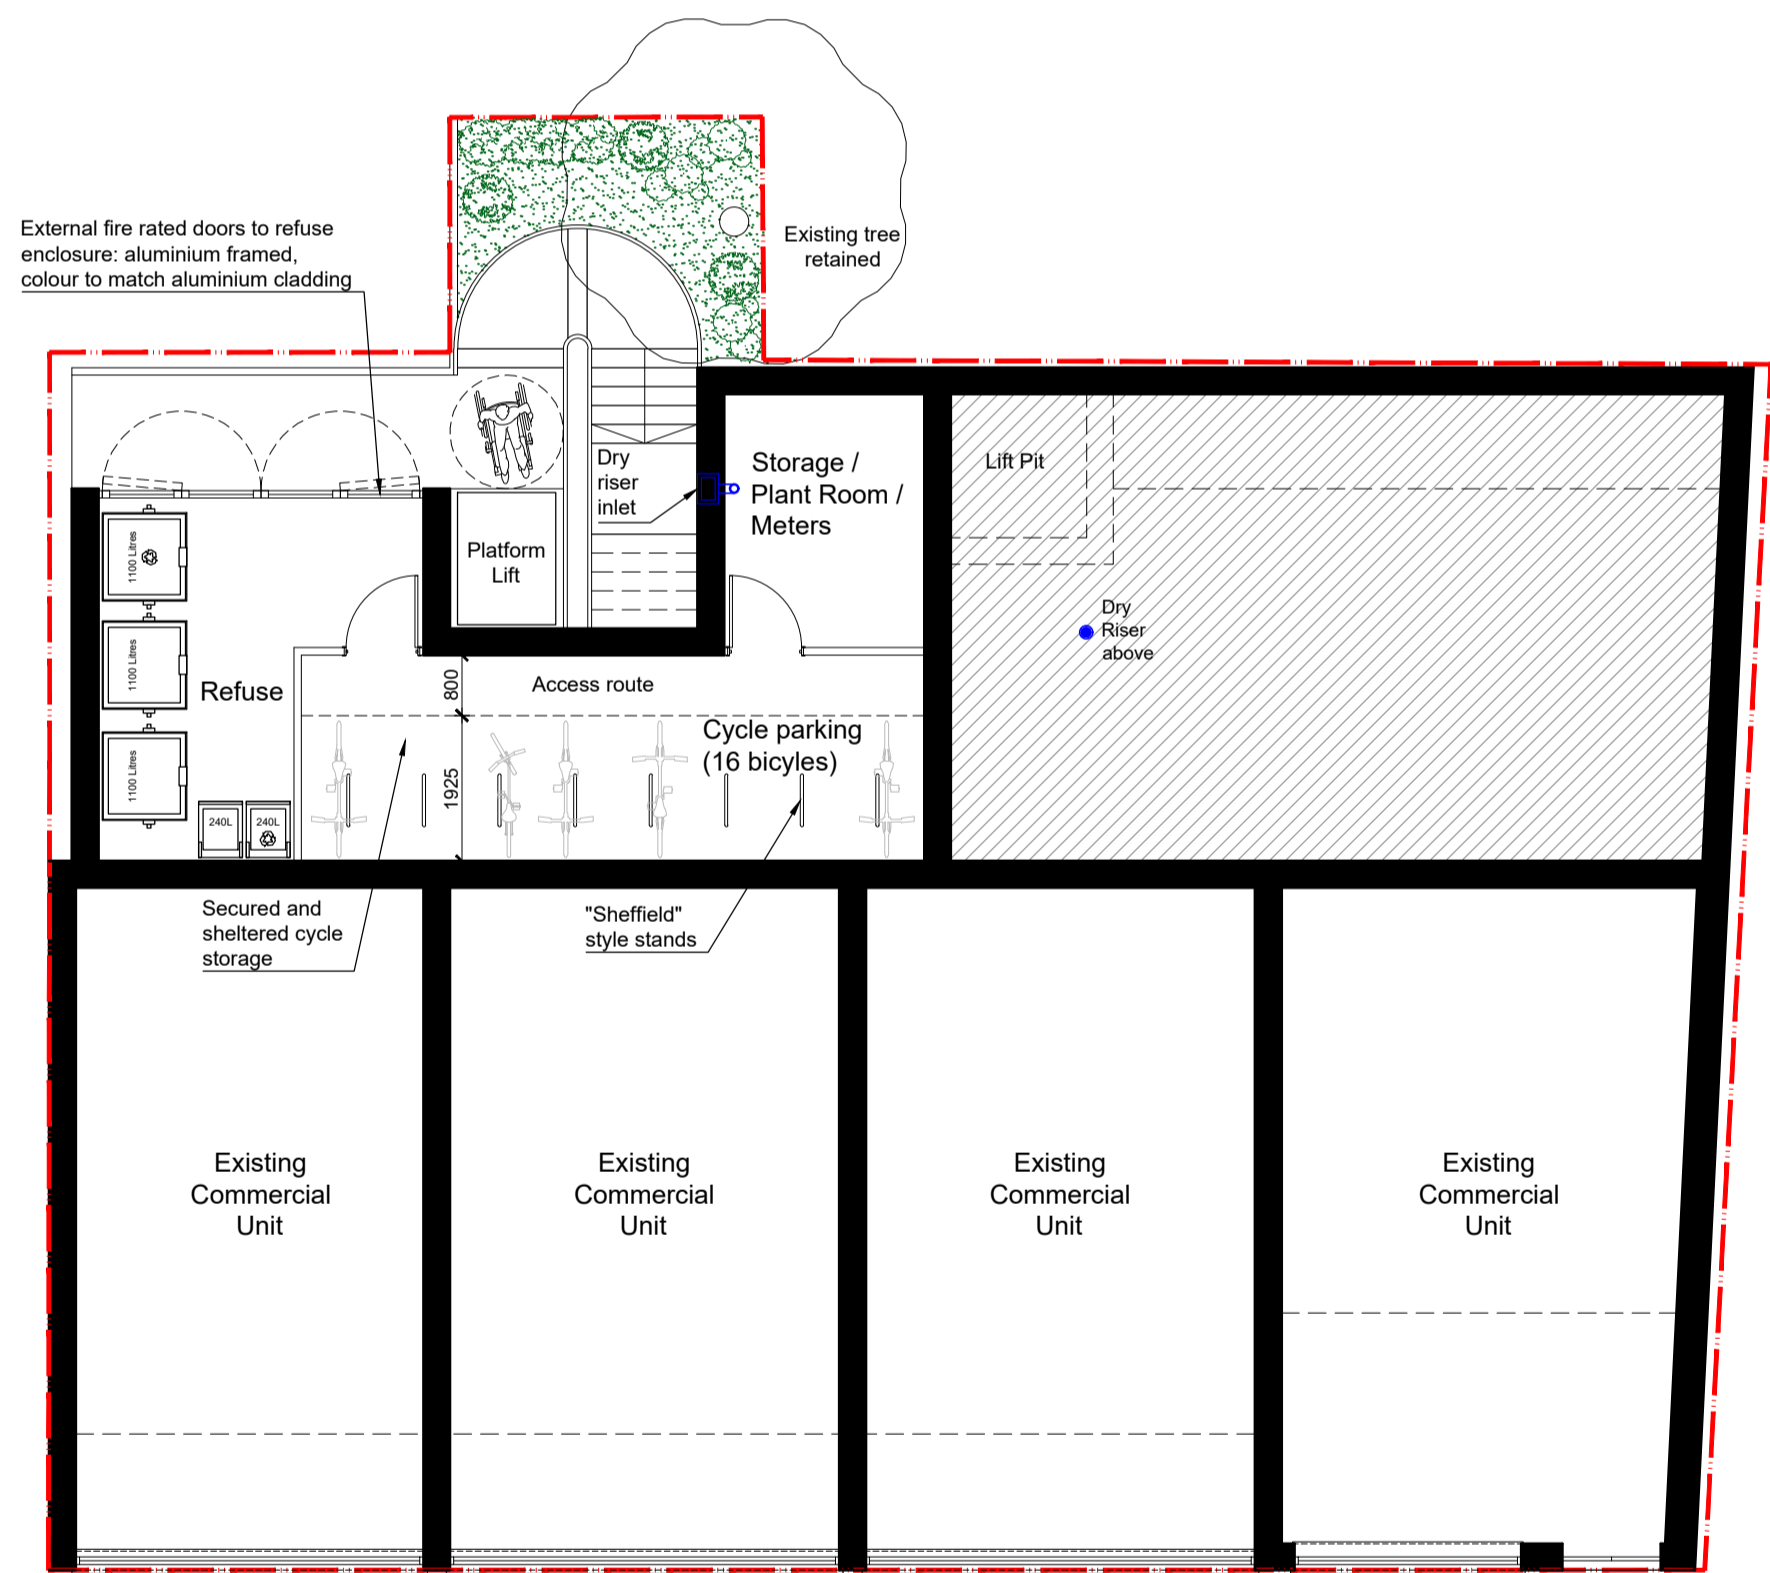 External fire rated doors to refuse
enclosure: aluminium framed,
colour to match aluminium cladding
Existing tree
retained
Dry
riser
inlet
Storage /
Plant Room /
Meters
Lift Pit
Platform
Lift
1100 Litres
1100 Litres
1100 Litres
Dry
Riser
above
Refuse
800
Access route
Cycle parking
(16 bicyles)
1925
240L
240L
Secured and
sheltered cycle
storage
"Sheffield"
style stands
Existing
Commercial
Unit
Existing
Commercial
Unit
Existing
Commercial
Unit
Existing
Commercial
Unit